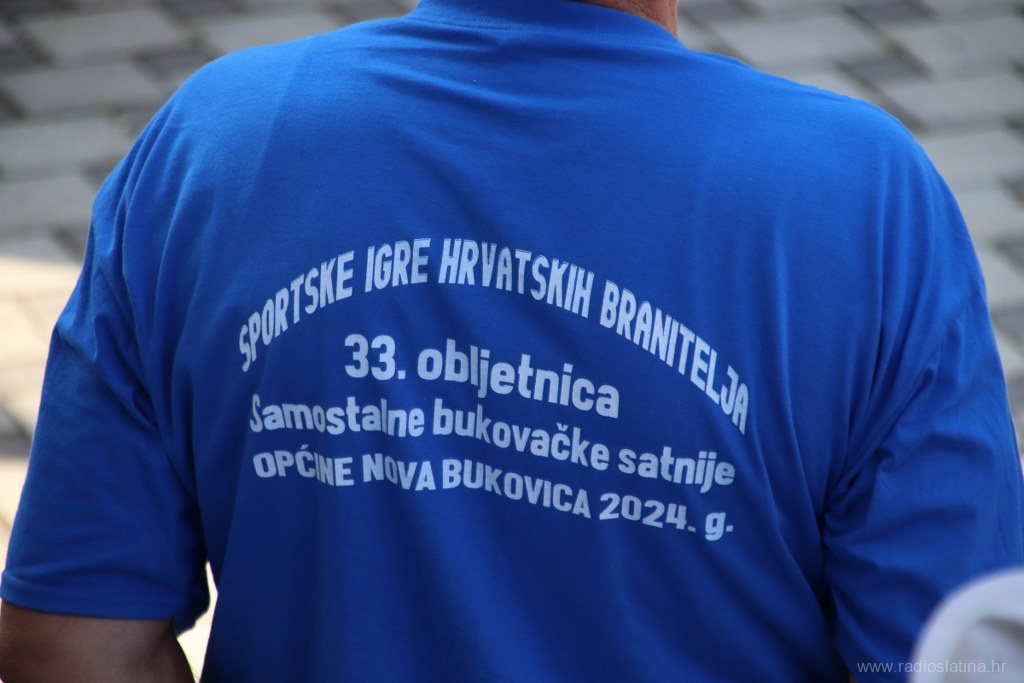 SPORTSKE IGRE HRVATSKIH BRANITELJA
33. obljetnica
Samostalne bukovačke satnije
OPĆINE NOVA BUKOVICA 2024. g.
www.radioslatina.hr